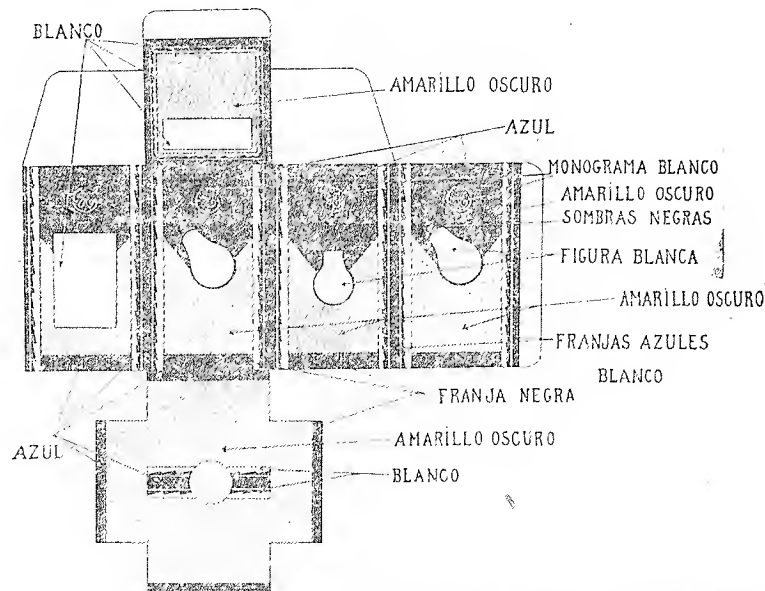 BLANCO
AMARILLO OSCURO
AZUL
MONOGRAMA BLANCO
AMARILLO OSCURO
SOMBRAS NEGRAS
FIGURA BLANCA
AMARILLO OSCURO
FRANJAS AZULES
BLANCO
FRANJA NEGRA
AZUL
AMARILLO OSCURO
BLANCO